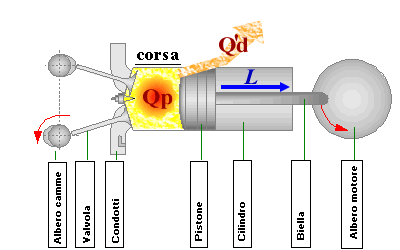 corsa
Q'd
Qp
L
Albero camme
Valvola
Condotti
Pistone
Cilindro
Biella
Albero motore